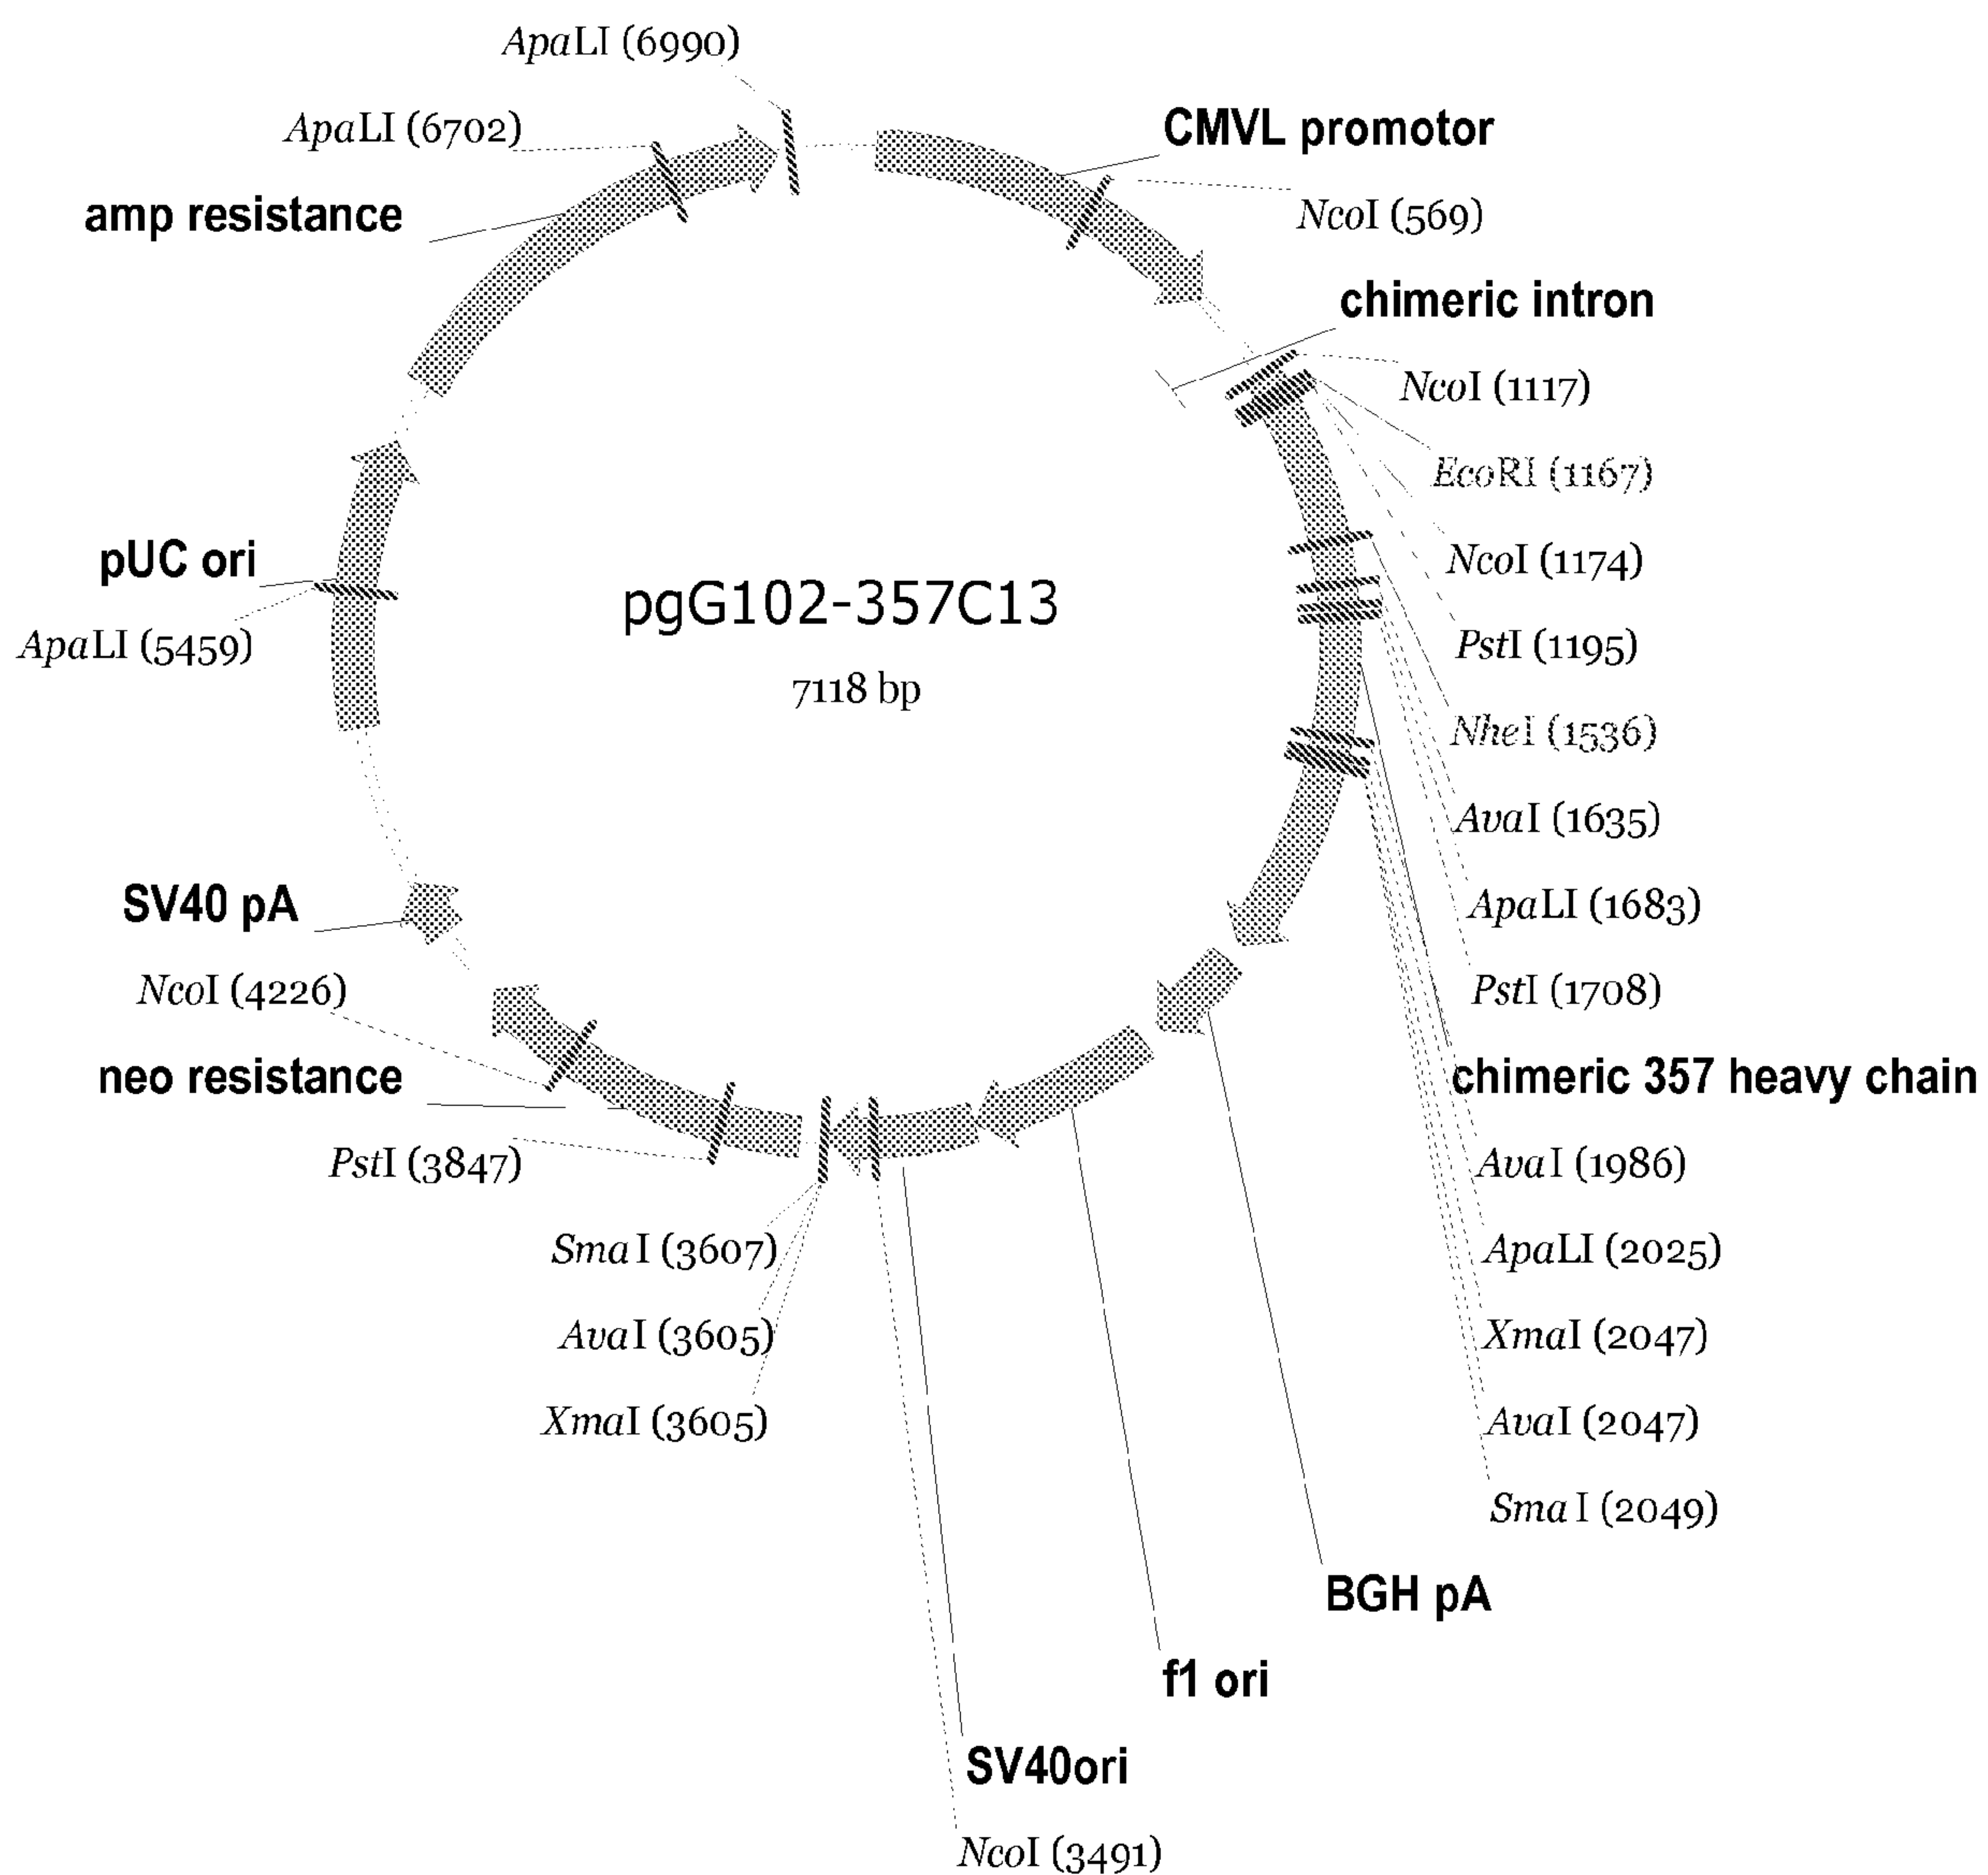 ApaLI (6990)
ApaLI (6702)
CMVL promotor
amp resistance
NcoI (569)
chimeric intron
NcoI (1117)
EcoRI (1167)
pUC ori
NcoI (1174)
pgG102-357C13
ApaLI (5459)
PstI (1195)
7118 bp
NheI (1536)
AvaI (1635)
SV40 pA
ApaLI (1683)
NcoI (4226)
PstI (1708)
neo resistance
chimeric 357 heavy chain
PstI (3847)
AvaI (1986)
SmaI (3607)
ApaLI (2025)
AvaI (3605)
XmaI (2047)
XmaI (3605)
AvaI (2047)
SmaI (2049)
BGH pA
f1 ori
SV40ori
NcoI (3491)